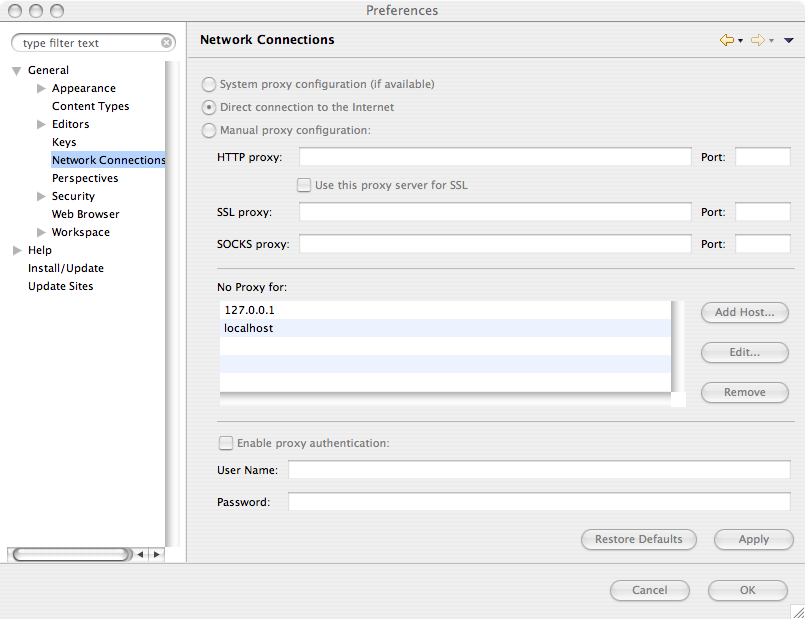 Preferences
type filter text
General
Appearance
Content Types
Editors
Keys
Network Connections
Perspectives
Security
Web Browser
Workspace
Help
Install/Update
Update Sites
Network Connections
System proxy configuration (if available)
Direct connection to the Internet
Manual proxy configuration:
HTTP proxy: Port:
Use this proxy server for SSL
SSL proxy: Port:
SOCKS proxy: Port:
No Proxy for:
127.0.0.1
localhost
Add Host...
Edit...
Remove
Enable proxy authentication:
User Name:
Password:
Restore Defaults Apply
Cancel OK